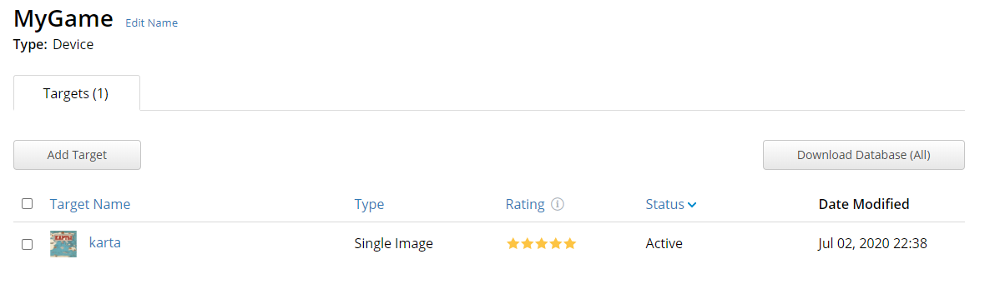 MyGame Edit Name
Type: Device
Targets (1)
Add Target Download Database (All)
Target Name Type Rating Status Date Modified
КАРТЫ
karta Single Image Active Jul 02, 2020 22:38